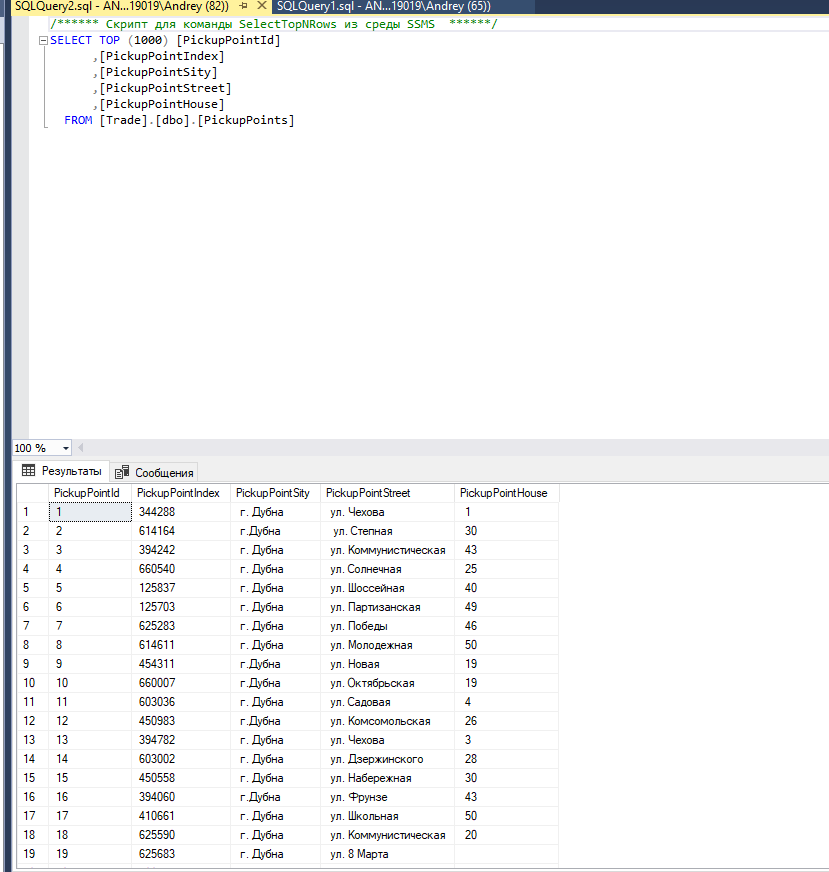 SQLQuery2.sql - AN...19019\Andrey (82)) SQLQuery1.sql - AN...19019\Andrey (65))
/****** Скрипт для команды SelectTopNRows из среды SSMS ******/
SELECT TOP (1000) [PickupPointId]
,[PickupPointIndex]
,[PickupPointSity]
,[PickupPointStreet]
,[PickupPointHouse]
FROM [Trade].[dbo].[PickupPoints]
100 %
Результаты Сообщения
PickupPointId PickupPointIndex PickupPointSity PickupPointStreet PickupPointHouse
1 1 344288 г. Дубна ул. Чехова 1
2 2 614164 г.Дубна ул. Степная 30
3 3 394242 г. Дубна ул. Коммунистическая 43
4 4 660540 г. Дубна ул. Солнечная 25
5 5 125837 г. Дубна ул. Шоссейная 40
6 6 125703 г. Дубна ул. Партизанская 49
7 7 625283 г. Дубна ул. Победы 46
8 8 614611 г. Дубна ул. Молодежная 50
9 9 454311 г.Дубна ул. Новая 19
10 10 660007 г.Дубна ул. Октябрьская 19
11 11 603036 г. Дубна ул. Садовая 4
12 12 450983 г.Дубна ул. Комсомольская 26
13 13 394782 г. Дубна ул. Чехова 3
14 14 603002 г. Дубна ул. Дзержинского 28
15 15 450558 г. Дубна ул. Набережная 30
16 16 394060 г.Дубна ул. Фрунзе 43
17 17 410661 г. Дубна ул. Школьная 50
18 18 625590 г. Дубна ул. Коммунистическая 20
19 19 625683 г. Дубна ул. 8 Марта